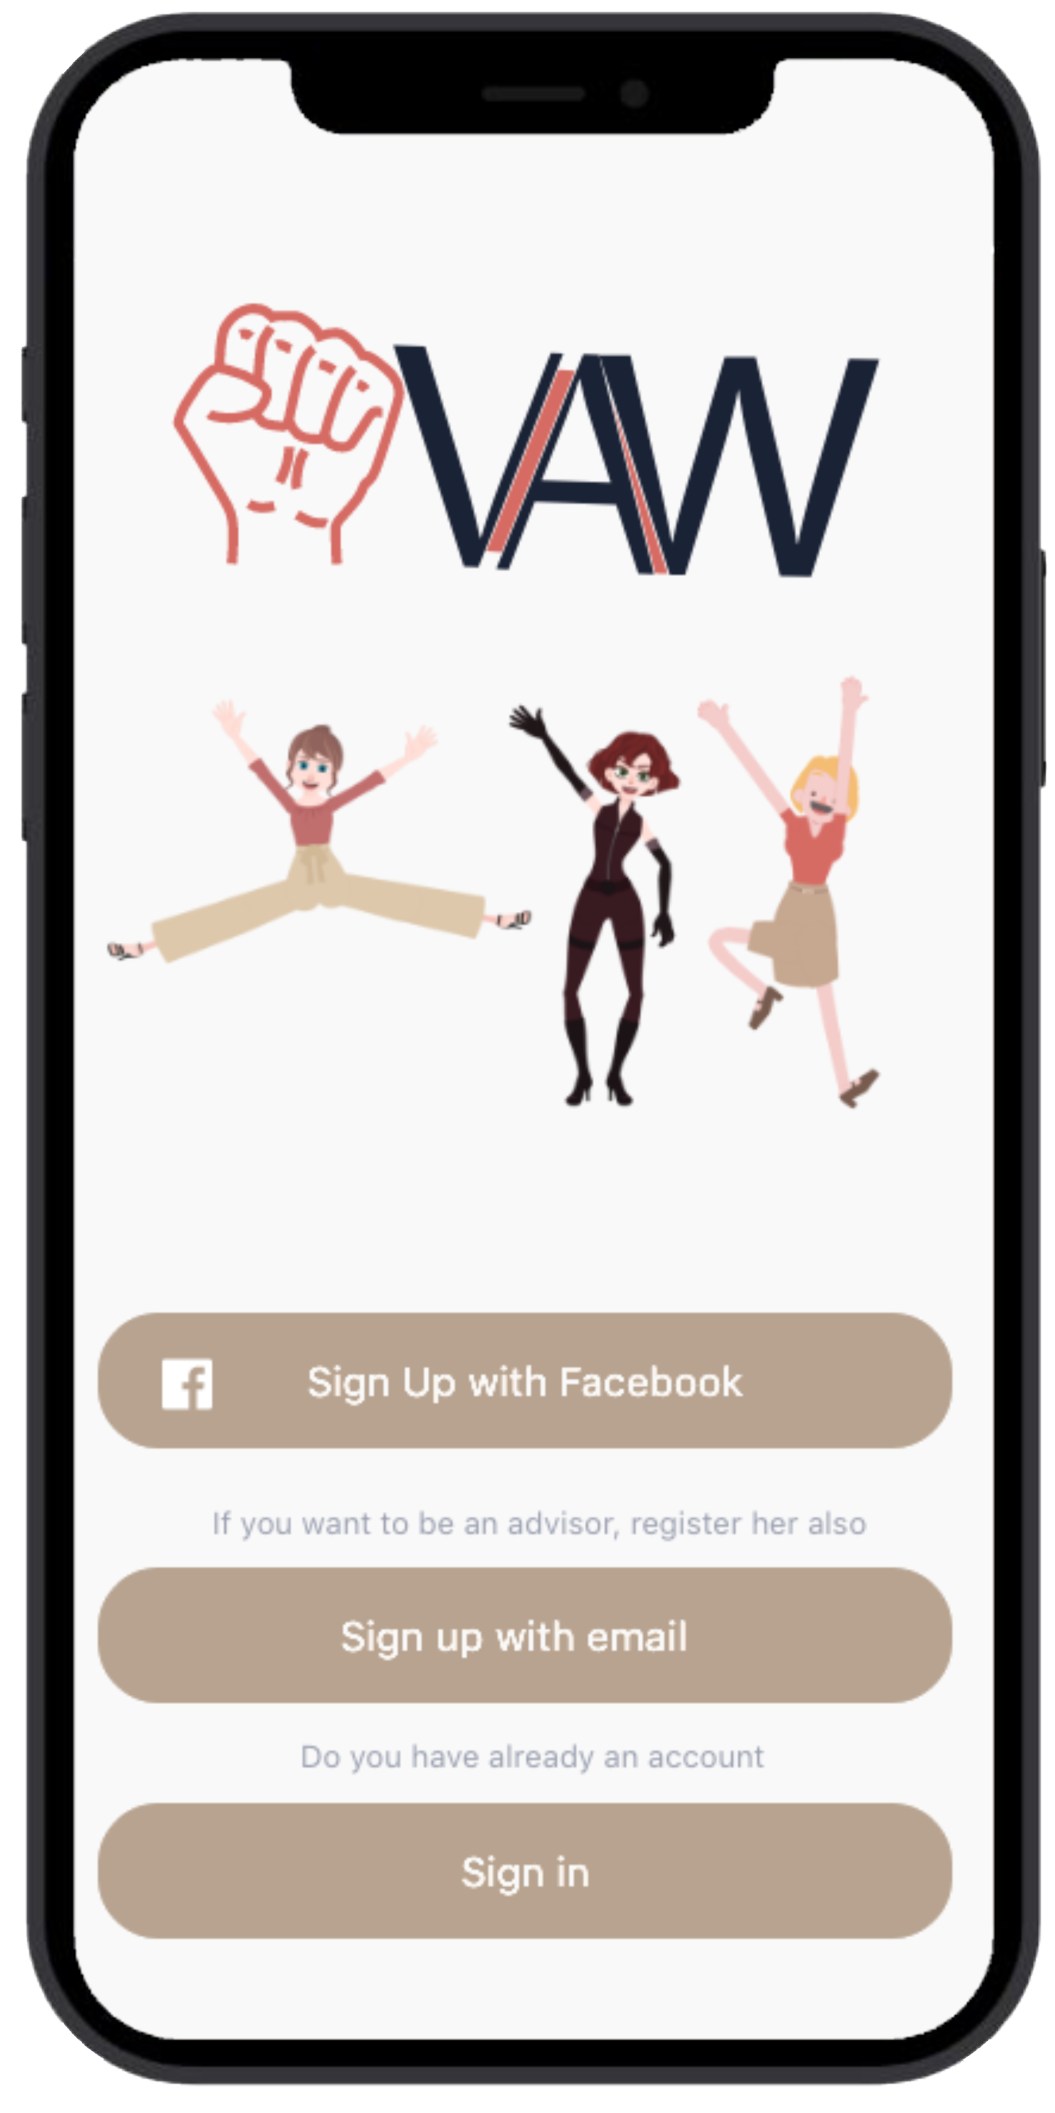 VAW
Sign Up with Facebook
If you want to be an advisor, register her also
Sign up with email
Do you have already an account
Sign in